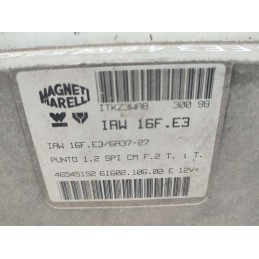 MAGNETI
MARELLI
ITKZ3WA8 300 98
IAW 16F.E3
IAW 16F.E3/6A37-27
PUNTO 1.2 SPI CM F.2 T. : T.
46545152 61602.106.02 E 12V